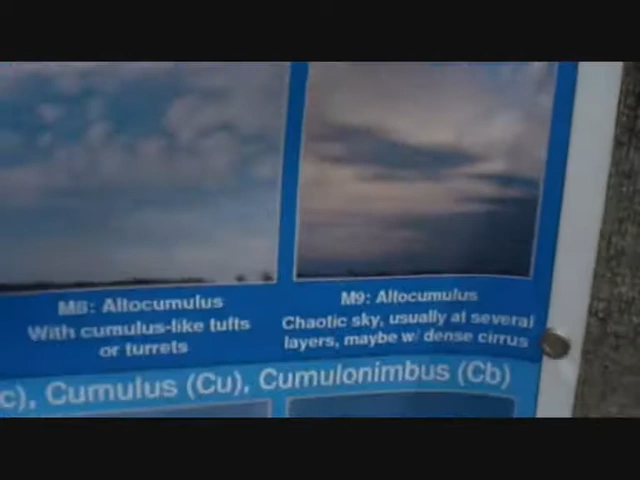 M8: Altocumulus
With cumulus-like tufts
or turrets
M9: Altocumulus
Chaotic sky, usually at several
layers, maybe w/ dense cirrus
c), Cumulus (Cu), Cumulonimbus (Cb)